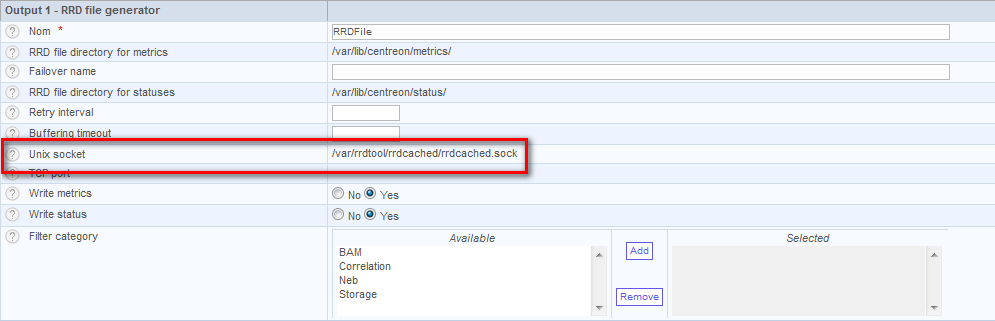 Output 1 - RRD file generator
? Nom * RRDFile
? RRD file directory for metrics /var/lib/centreon/metrics/
? Failover name
? RRD file directory for statuses /var/lib/centreon/status/
? Retry interval
? Buffering timeout
? Unix socket /var/rrdtool/rrdcached/rrdcached.sock
? TCP port
? Write metrics No Yes
? Write status No Yes
? Filter category Available Selected
BAM Add
Correlation
Neb
Storage Remove